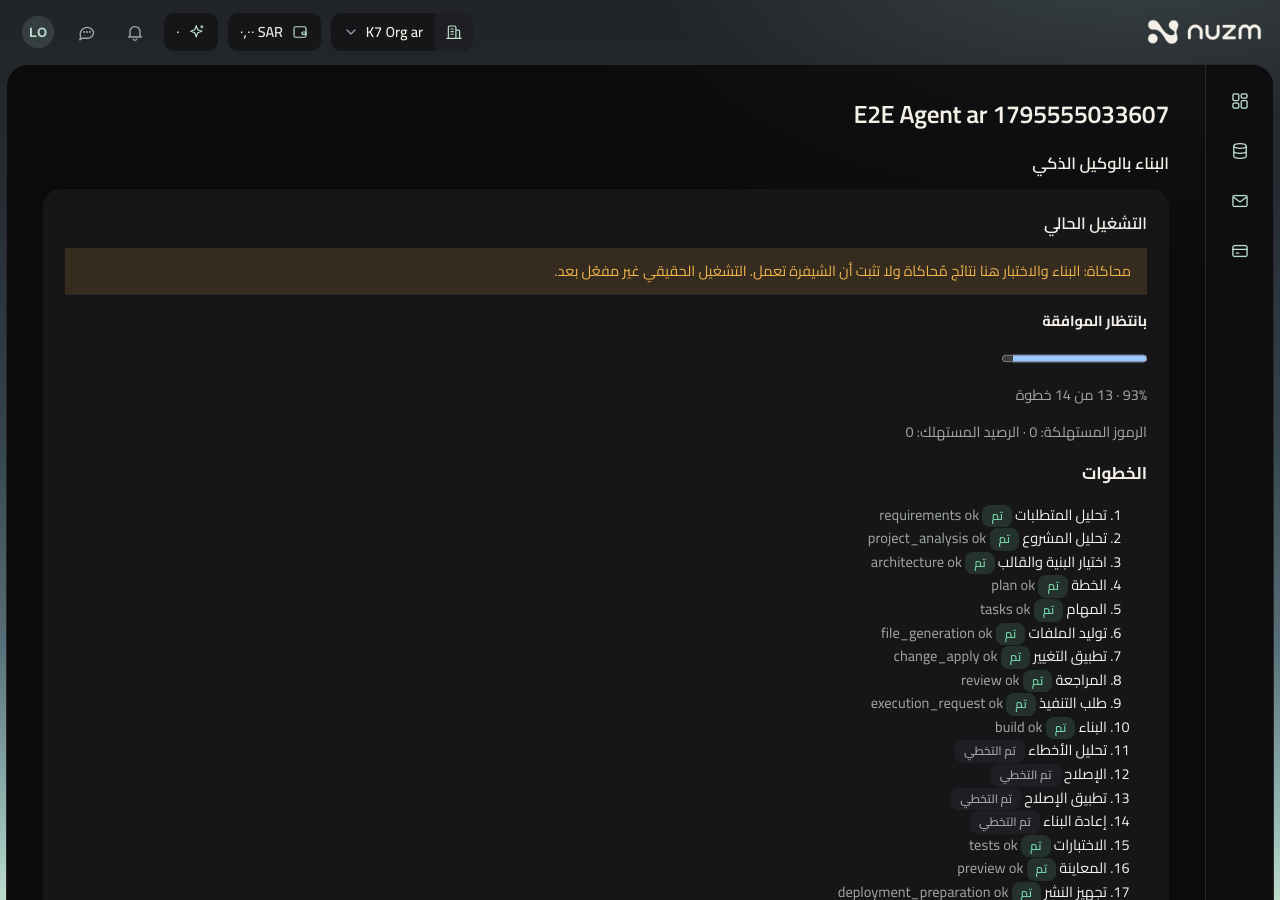 nuzm
K7 Org ar
٠,٠٠ SAR
٠
LO
E2E Agent ar 1795555033607
البناء بالوكيل الذكي
التشغيل الحالي
محاكاة: البناء والاختبار هنا نتائج مُحاكاة ولا تثبت أن الشيفرة تعمل. التشغيل الحقيقي غير مفعّل بعد.
بانتظار الموافقة
93% · 13 من 14 خطوة
الرموز المستهلكة: 0 · الرصيد المستهلك: 0
الخطوات
1. تحليل المتطلبات تم requirements ok
2. تحليل المشروع تم project_analysis ok
3. اختيار البنية والقالب تم architecture ok
4. الخطة تم plan ok
5. المهام تم tasks ok
6. توليد الملفات تم file_generation ok
7. تطبيق التغيير تم change_apply ok
8. المراجعة تم review ok
9. طلب التنفيذ تم execution_request ok
10. البناء تم build ok
11. تحليل الأخطاء تم التخطي
12. الإصلاح تم التخطي
13. تطبيق الإصلاح تم التخطي
14. إعادة البناء تم التخطي
15. الاختبارات تم tests ok
16. المعاينة تم preview ok
17. تجهيز النشر تم deployment_preparation ok